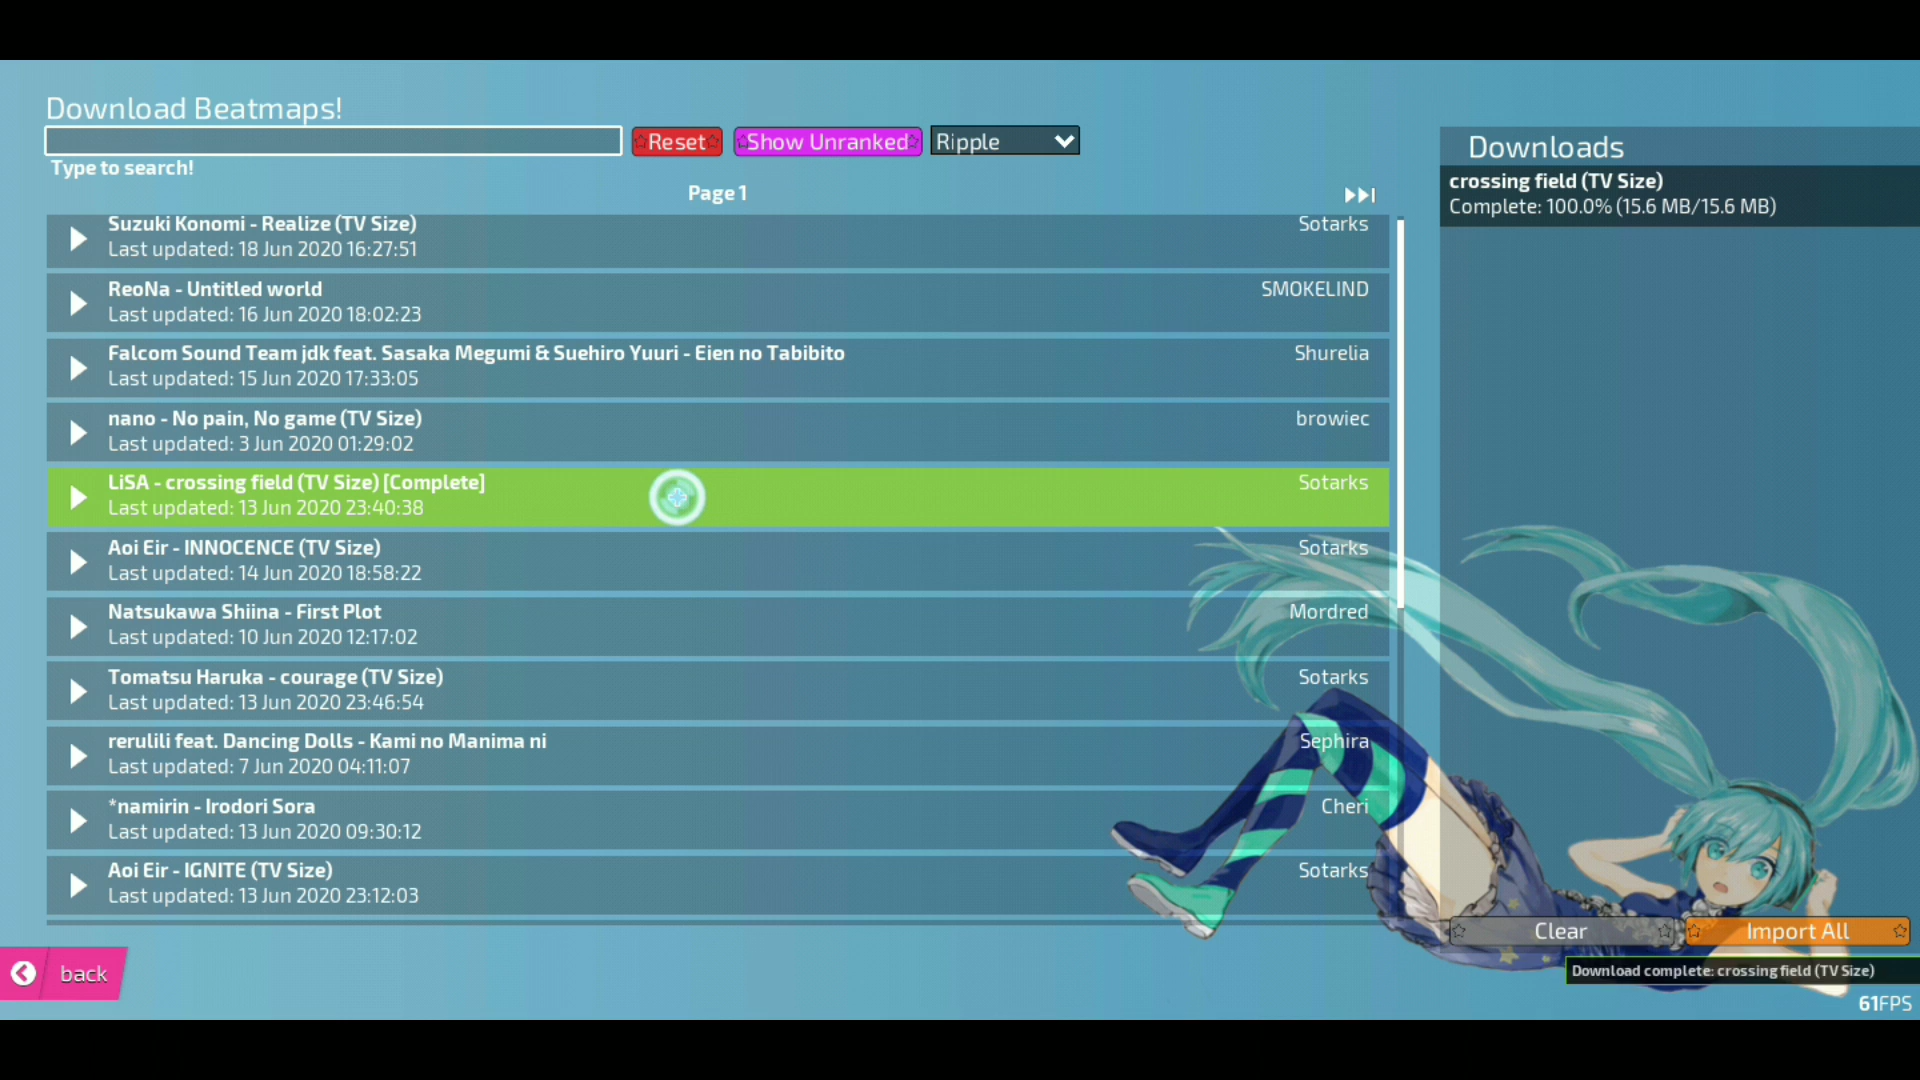 Download Beatmaps!
Reset
Show Unranked
Ripple
Type to search!
Page 1
Suzuki Konomi - Realize (TV Size)
Sotarks
Last updated: 18 Jun 2020 16:27:51
ReoNa - Untitled world
SMOKELIND
Last updated: 16 Jun 2020 18:02:23
Falcom Sound Team jdk feat. Sasaka Megumi & Suehiro Yuuri - Eien no Tabibito
Shurelia
Last updated: 15 Jun 2020 17:33:05
nano - No pain, No game (TV Size)
browiec
Last updated: 3 Jun 2020 01:29:02
LiSA - crossing field (TV Size) [Complete]
Sotarks
Last updated: 13 Jun 2020 23:40:38
Aoi Eir - INNOCENCE (TV Size)
Sotarks
Last updated: 14 Jun 2020 18:58:22
Natsukawa Shiina - First Plot
Mordred
Last updated: 10 Jun 2020 12:17:02
Tomatsu Haruka - courage (TV Size)
Sotarks
Last updated: 13 Jun 2020 23:46:54
rerulili feat. Dancing Dolls - Kami no Manima ni
Sephira
Last updated: 7 Jun 2020 04:11:07
*namirin - Irodori Sora
Cheri
Last updated: 13 Jun 2020 09:30:12
Aoi Eir - IGNITE (TV Size)
Sotarks
Last updated: 13 Jun 2020 23:12:03
Downloads
crossing field (TV Size)
Complete: 100.0% (15.6 MB/15.6 MB)
Clear
Import All
back
Download complete: crossing field (TV Size)
61FPS